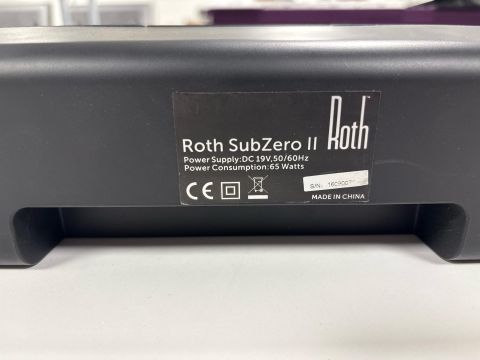 Roth SubZero II
Roth
Power Supply:DC 19V,50/60Hz
Power Consumption:65 Watts
CE
S/N:
MADE IN CHINA